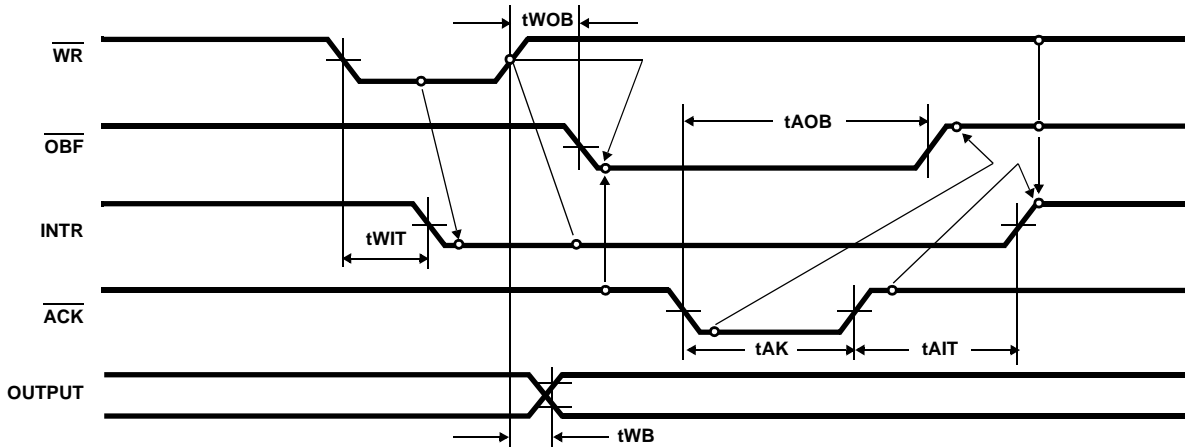 tWOB
WR
OBF
tAOB
INTR
tWIT
ACK
tAK
tAIT
OUTPUT
tWB